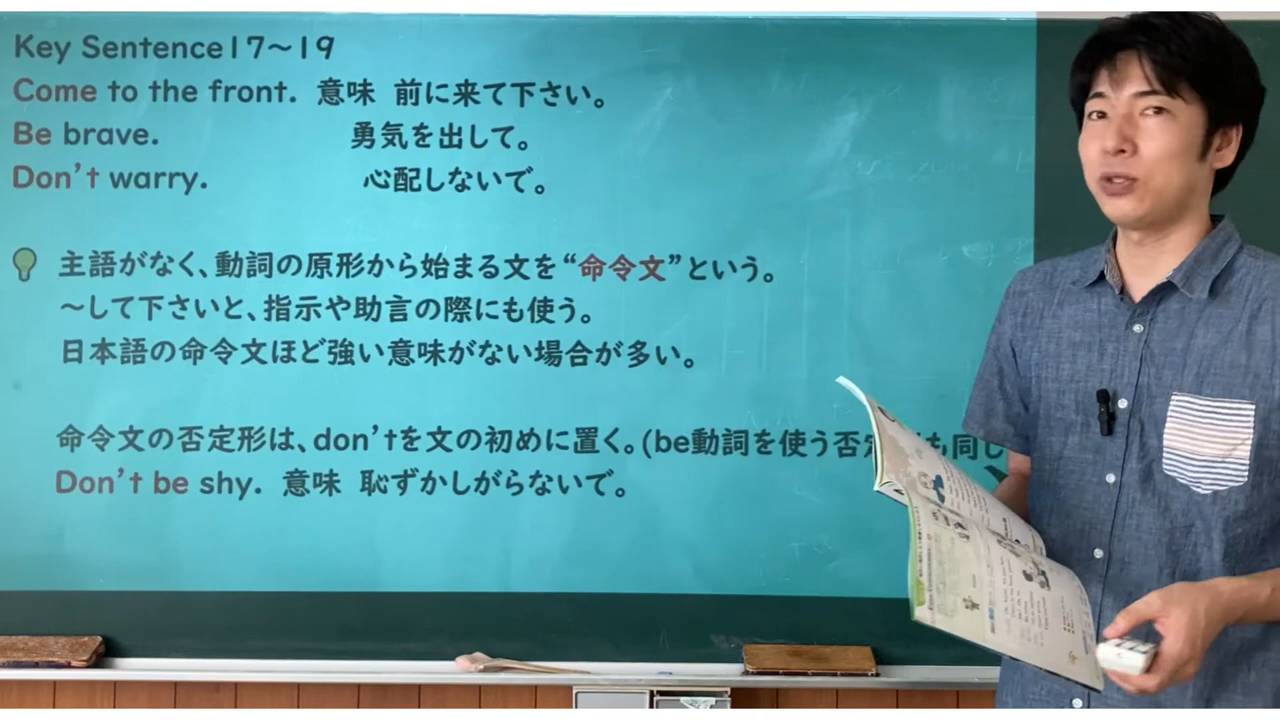 Key Sentence17〜19
Come to the front. 意味 前に来て下さい。
Be brave. 勇気を出して。
Don't warry. 心配しないで。
主語がなく、動詞の原形から始まる文を“命令文”という。
〜して下さいと、指示や助言の際にも使う。
日本語の命令文ほど強い意味がない場合が多い。
命令文の否定形は、don'tを文の初めに置く。(be動詞を使う否 も同じ
Don't be shy. 意味 恥ずかしがらないで。